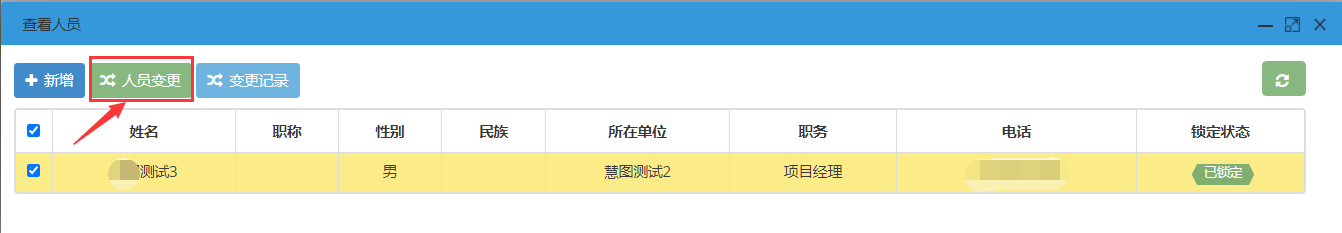 查看人员
新增 人员变更 变更记录
姓名 职称 性别 民族 所在单位 职务 电话 锁定状态
测试3 男 慧图测试2 项目经理 已锁定